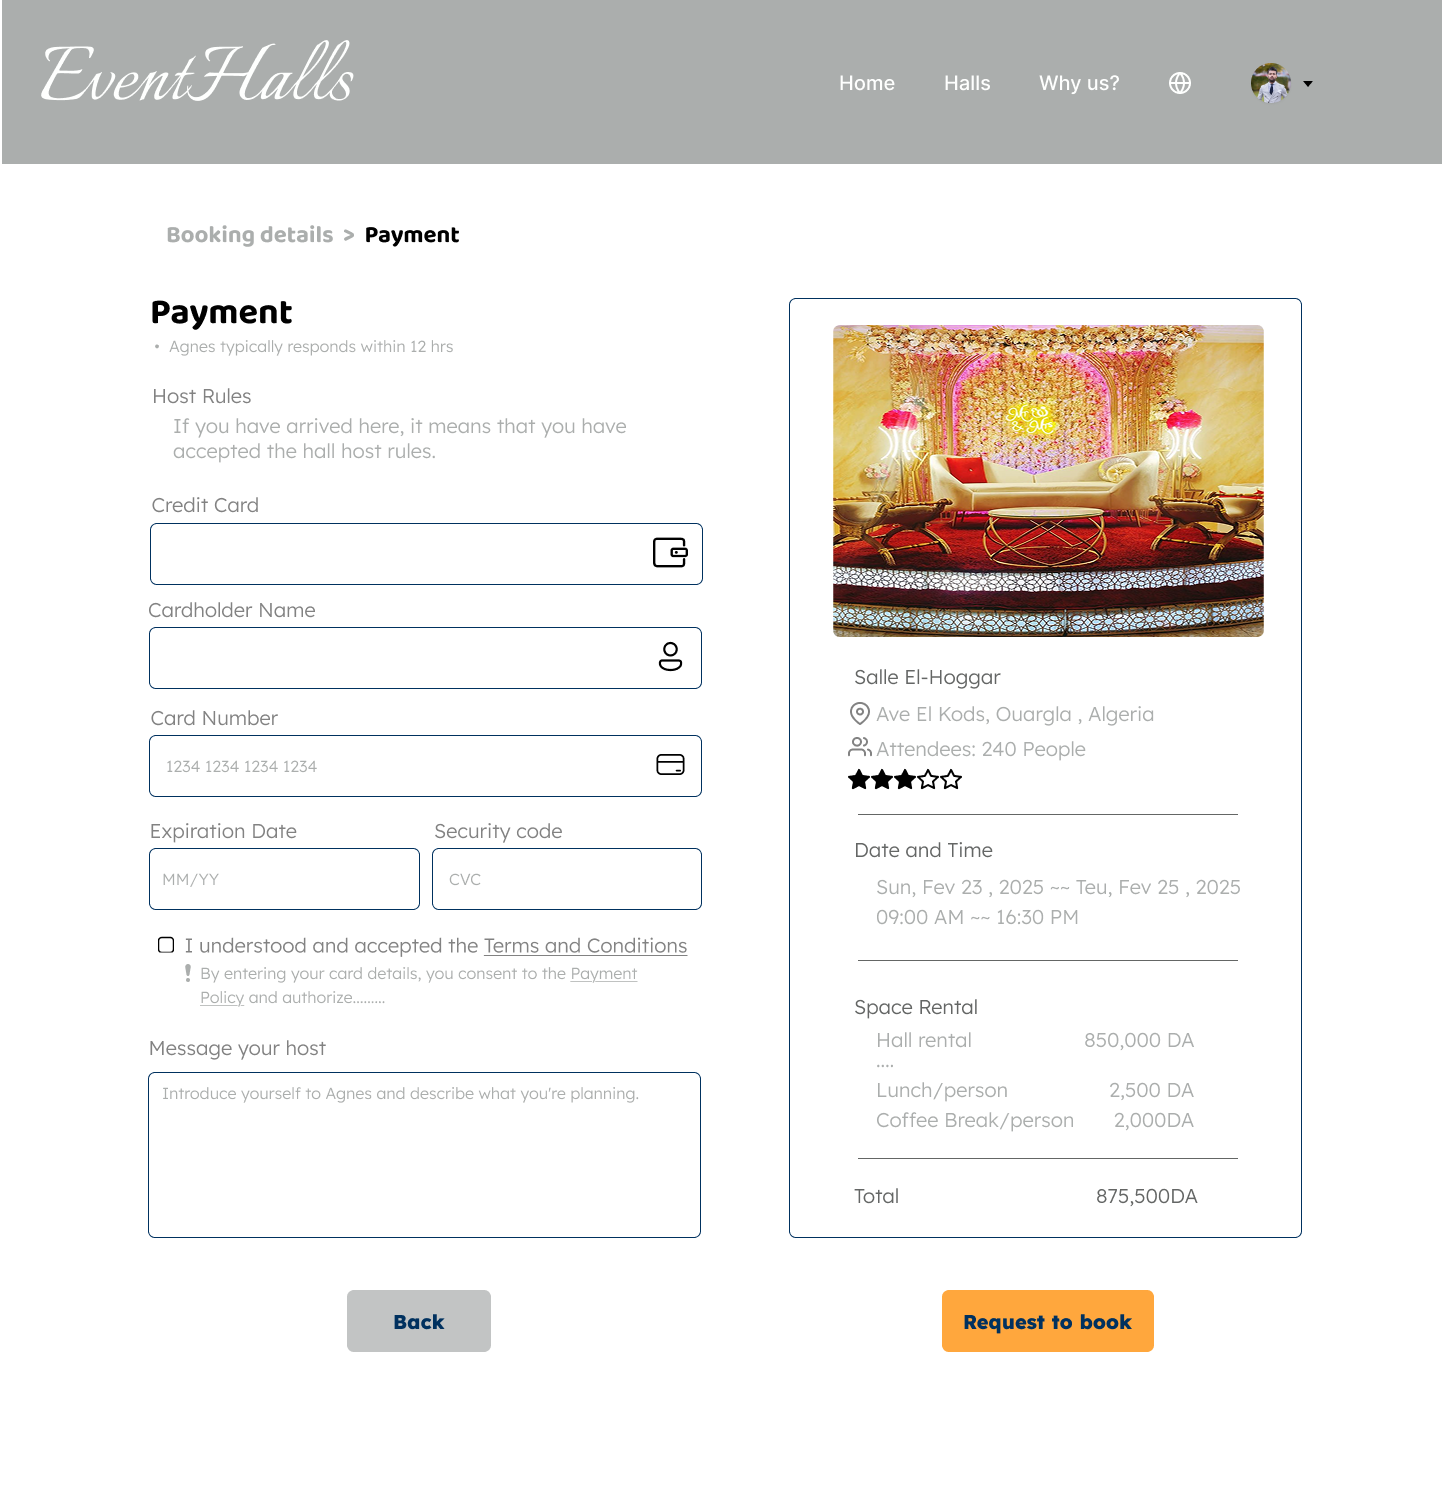 EventHalls
Home
Halls
Why us?
Booking details > Payment
Payment
• Agnes typically responds within 12 hrs
Host Rules
If you have arrived here, it means that you have
accepted the hall host rules.
Credit Card
Cardholder Name
Card Number
1234 1234 1234 1234
Expiration Date
Security code
MM/YY
CVC
I understood and accepted the Terms and Conditions
By entering your card details, you consent to the Payment
Policy and authorize.........
Message your host
Introduce yourself to Agnes and describe what you're planning.
Back
Mr &
& Mrs
Salle El-Hoggar
Ave El Kods, Ouargla , Algeria
Attendees: 240 People
Date and Time
Sun, Fev 23 , 2025 ~~ Teu, Fev 25 , 2025
09:00 AM ~~ 16:30 PM
Space Rental
Hall rental 850,000 DA
....
Lunch/person 2,500 DA
Coffee Break/person 2,000DA
Total 875,500DA
Request to book